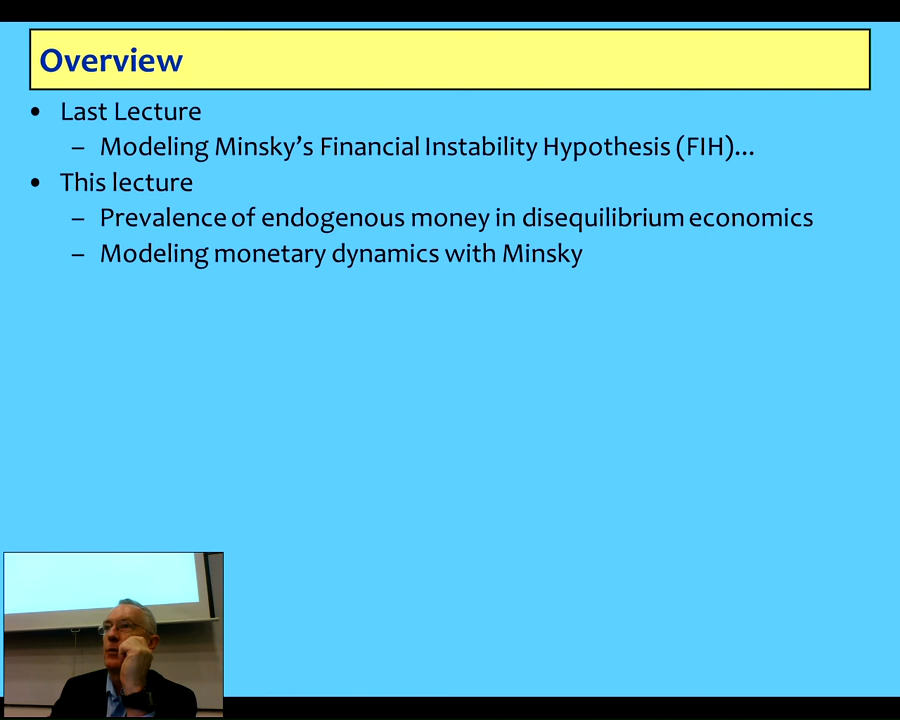 Overview
• Last Lecture
– Modeling Minsky’s Financial Instability Hypothesis (FIH)...
• This lecture
– Prevalence of endogenous money in disequilibrium economics
– Modeling monetary dynamics with Minsky